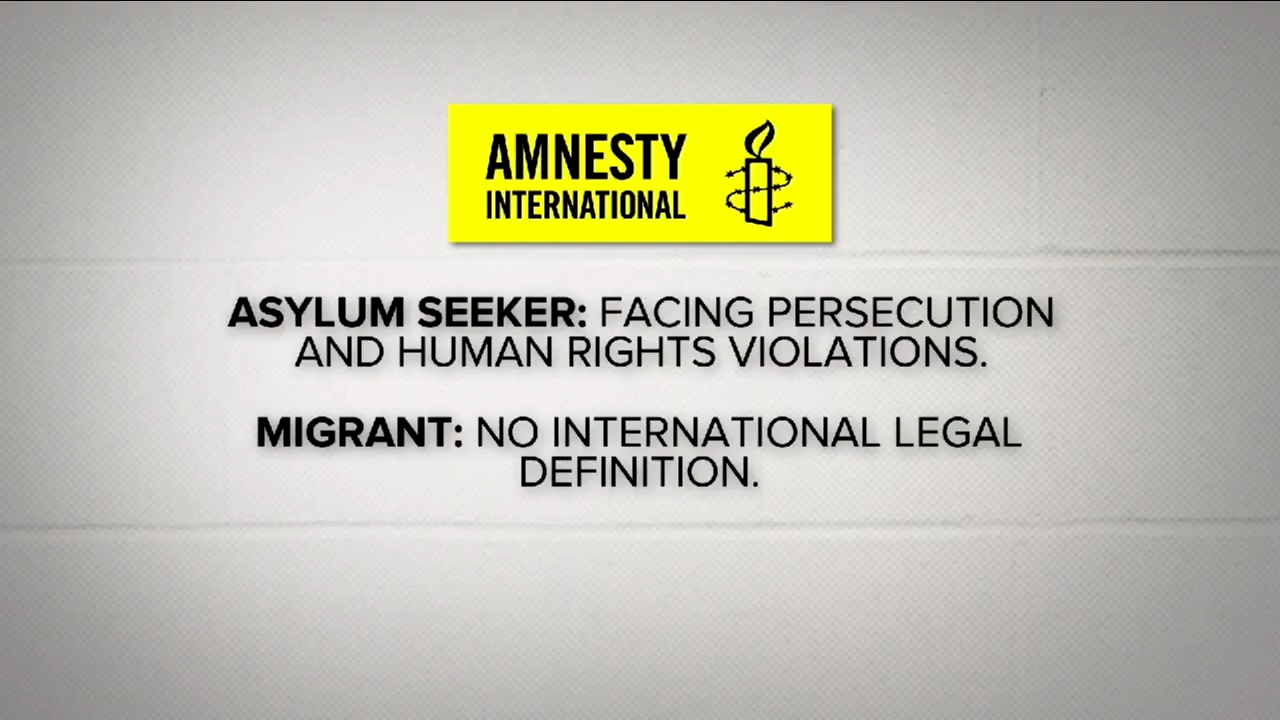 AMNESTY
INTERNATIONAL
ASYLUM SEEKER: FACING PERSECUTION
AND HUMAN RIGHTS VIOLATIONS.
MIGRANT: NO INTERNATIONAL LEGAL
DEFINITION.